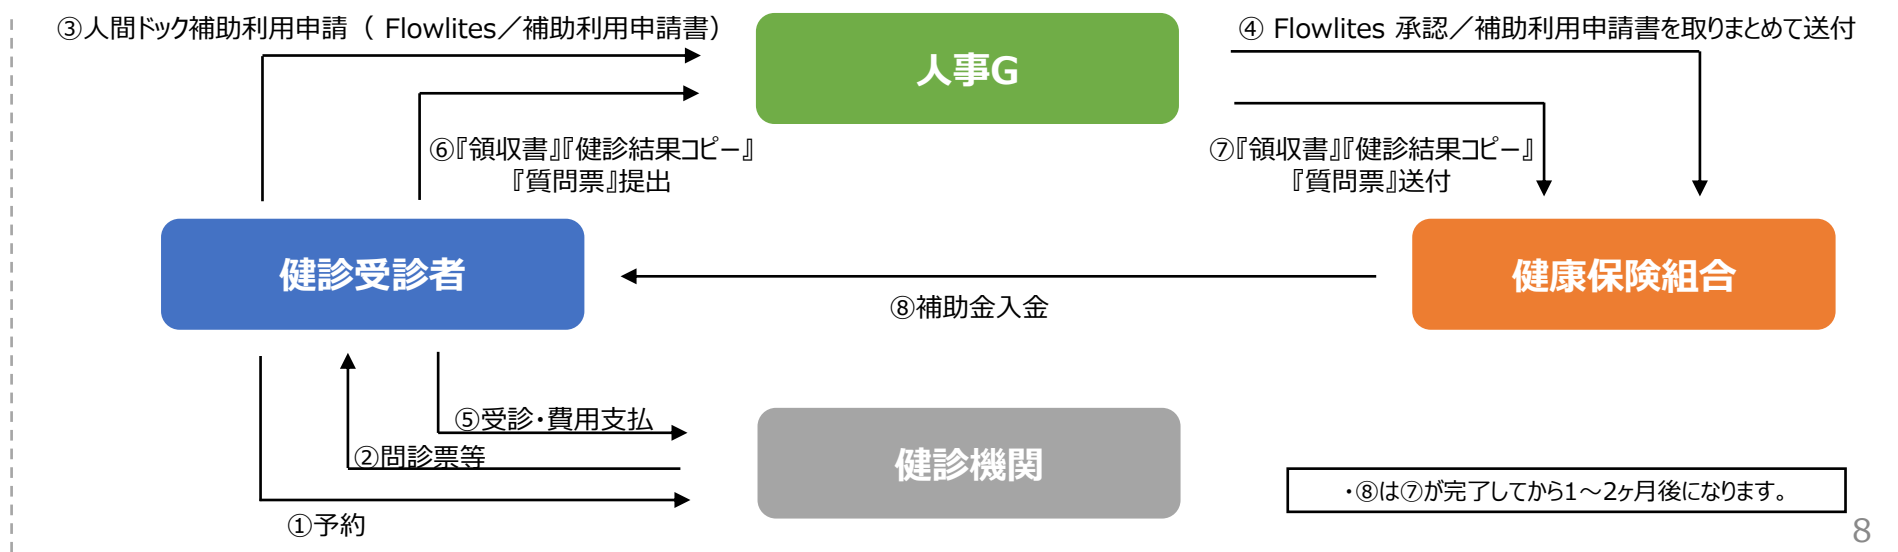 ③人間ドック補助利用申請（ Flowlites／補助利用申請書）
人事G
④ Flowlites 承認／補助利用申請書を取りまとめて送付
⑥『領収書』『健診結果コピー』
『質問票』提出
⑦『領収書』『健診結果コピー』
『質問票』送付
健診受診者
健康保険組合
⑧補助金入金
⑤受診・費用支払
②問診票等
健診機関
①予約
・⑧は⑦が完了してから1～2ヶ月後になります。
8